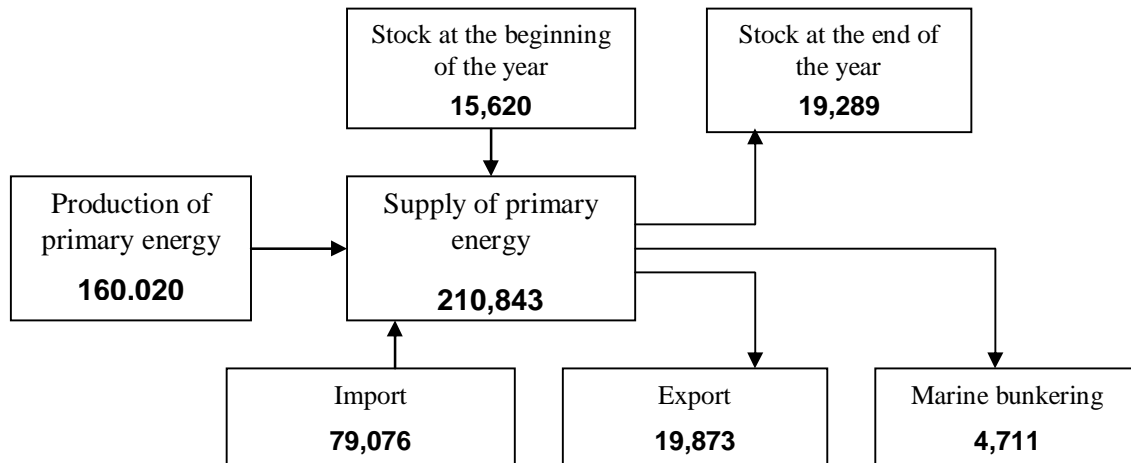 Stock at the beginning
of the year
15,620
Stock at the end of
the year
19,289
Production of
primary energy
160.020
Supply of primary
energy
210,843
Import
79,076
Export
19,873
Marine bunkering
4,711